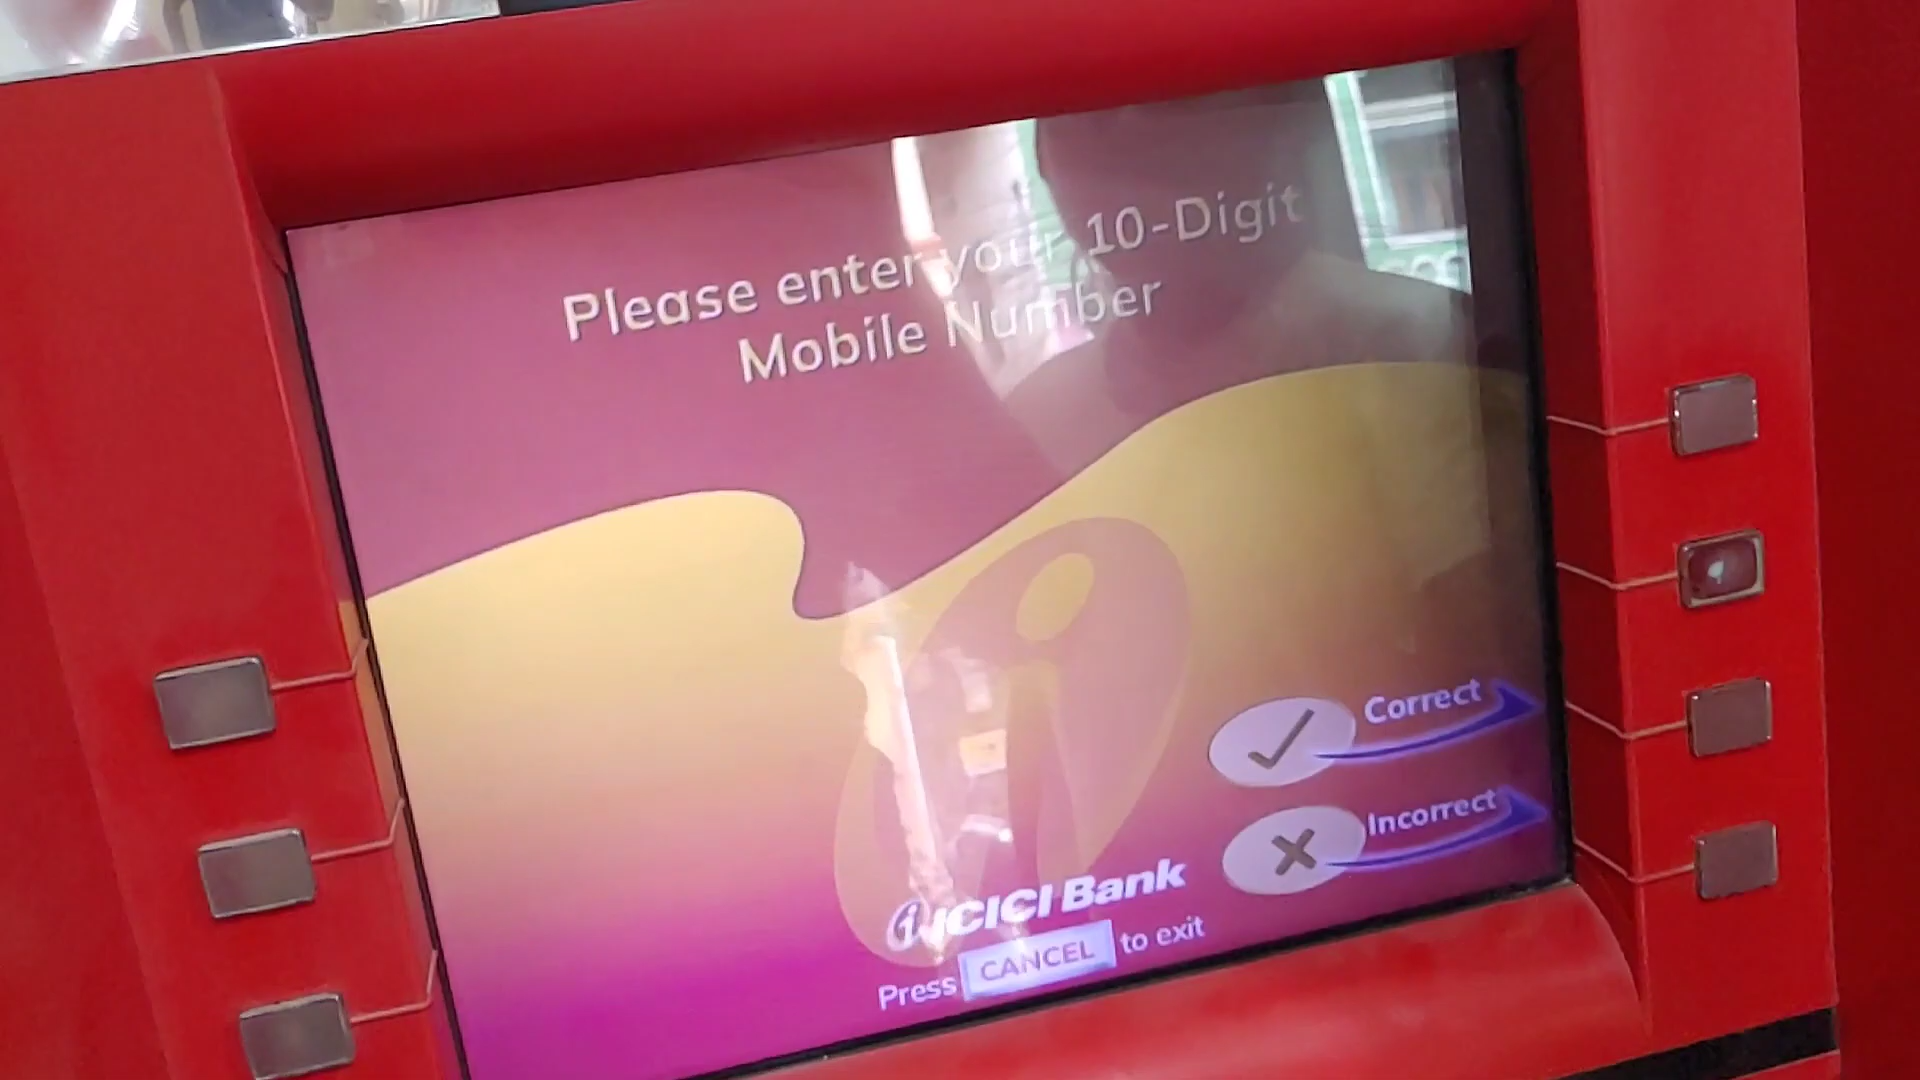 Please enter your 10-Digit
Mobile Number
Correct
Incorrect
ICICI Bank
Press CANCEL to exit